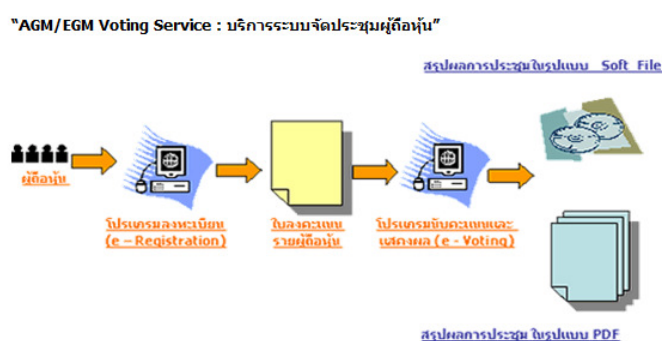 “AGM/EGM Voting Service : บริการระบบจัดประชุมผู้ถือหุ้น”
สรุปผลการประชุมในรูปแบบ Soft File
ผู้ถือหุ้น
โปรแกรมลงทะเบียน
(e – Registration)
ใบลงคะแนน
รายผู้ถือหุ้น
โปรแกรมนับคะแนนและ
แสดงผล (e - Voting)
สรุปผลการประชุม ในรูปแบบ PDF